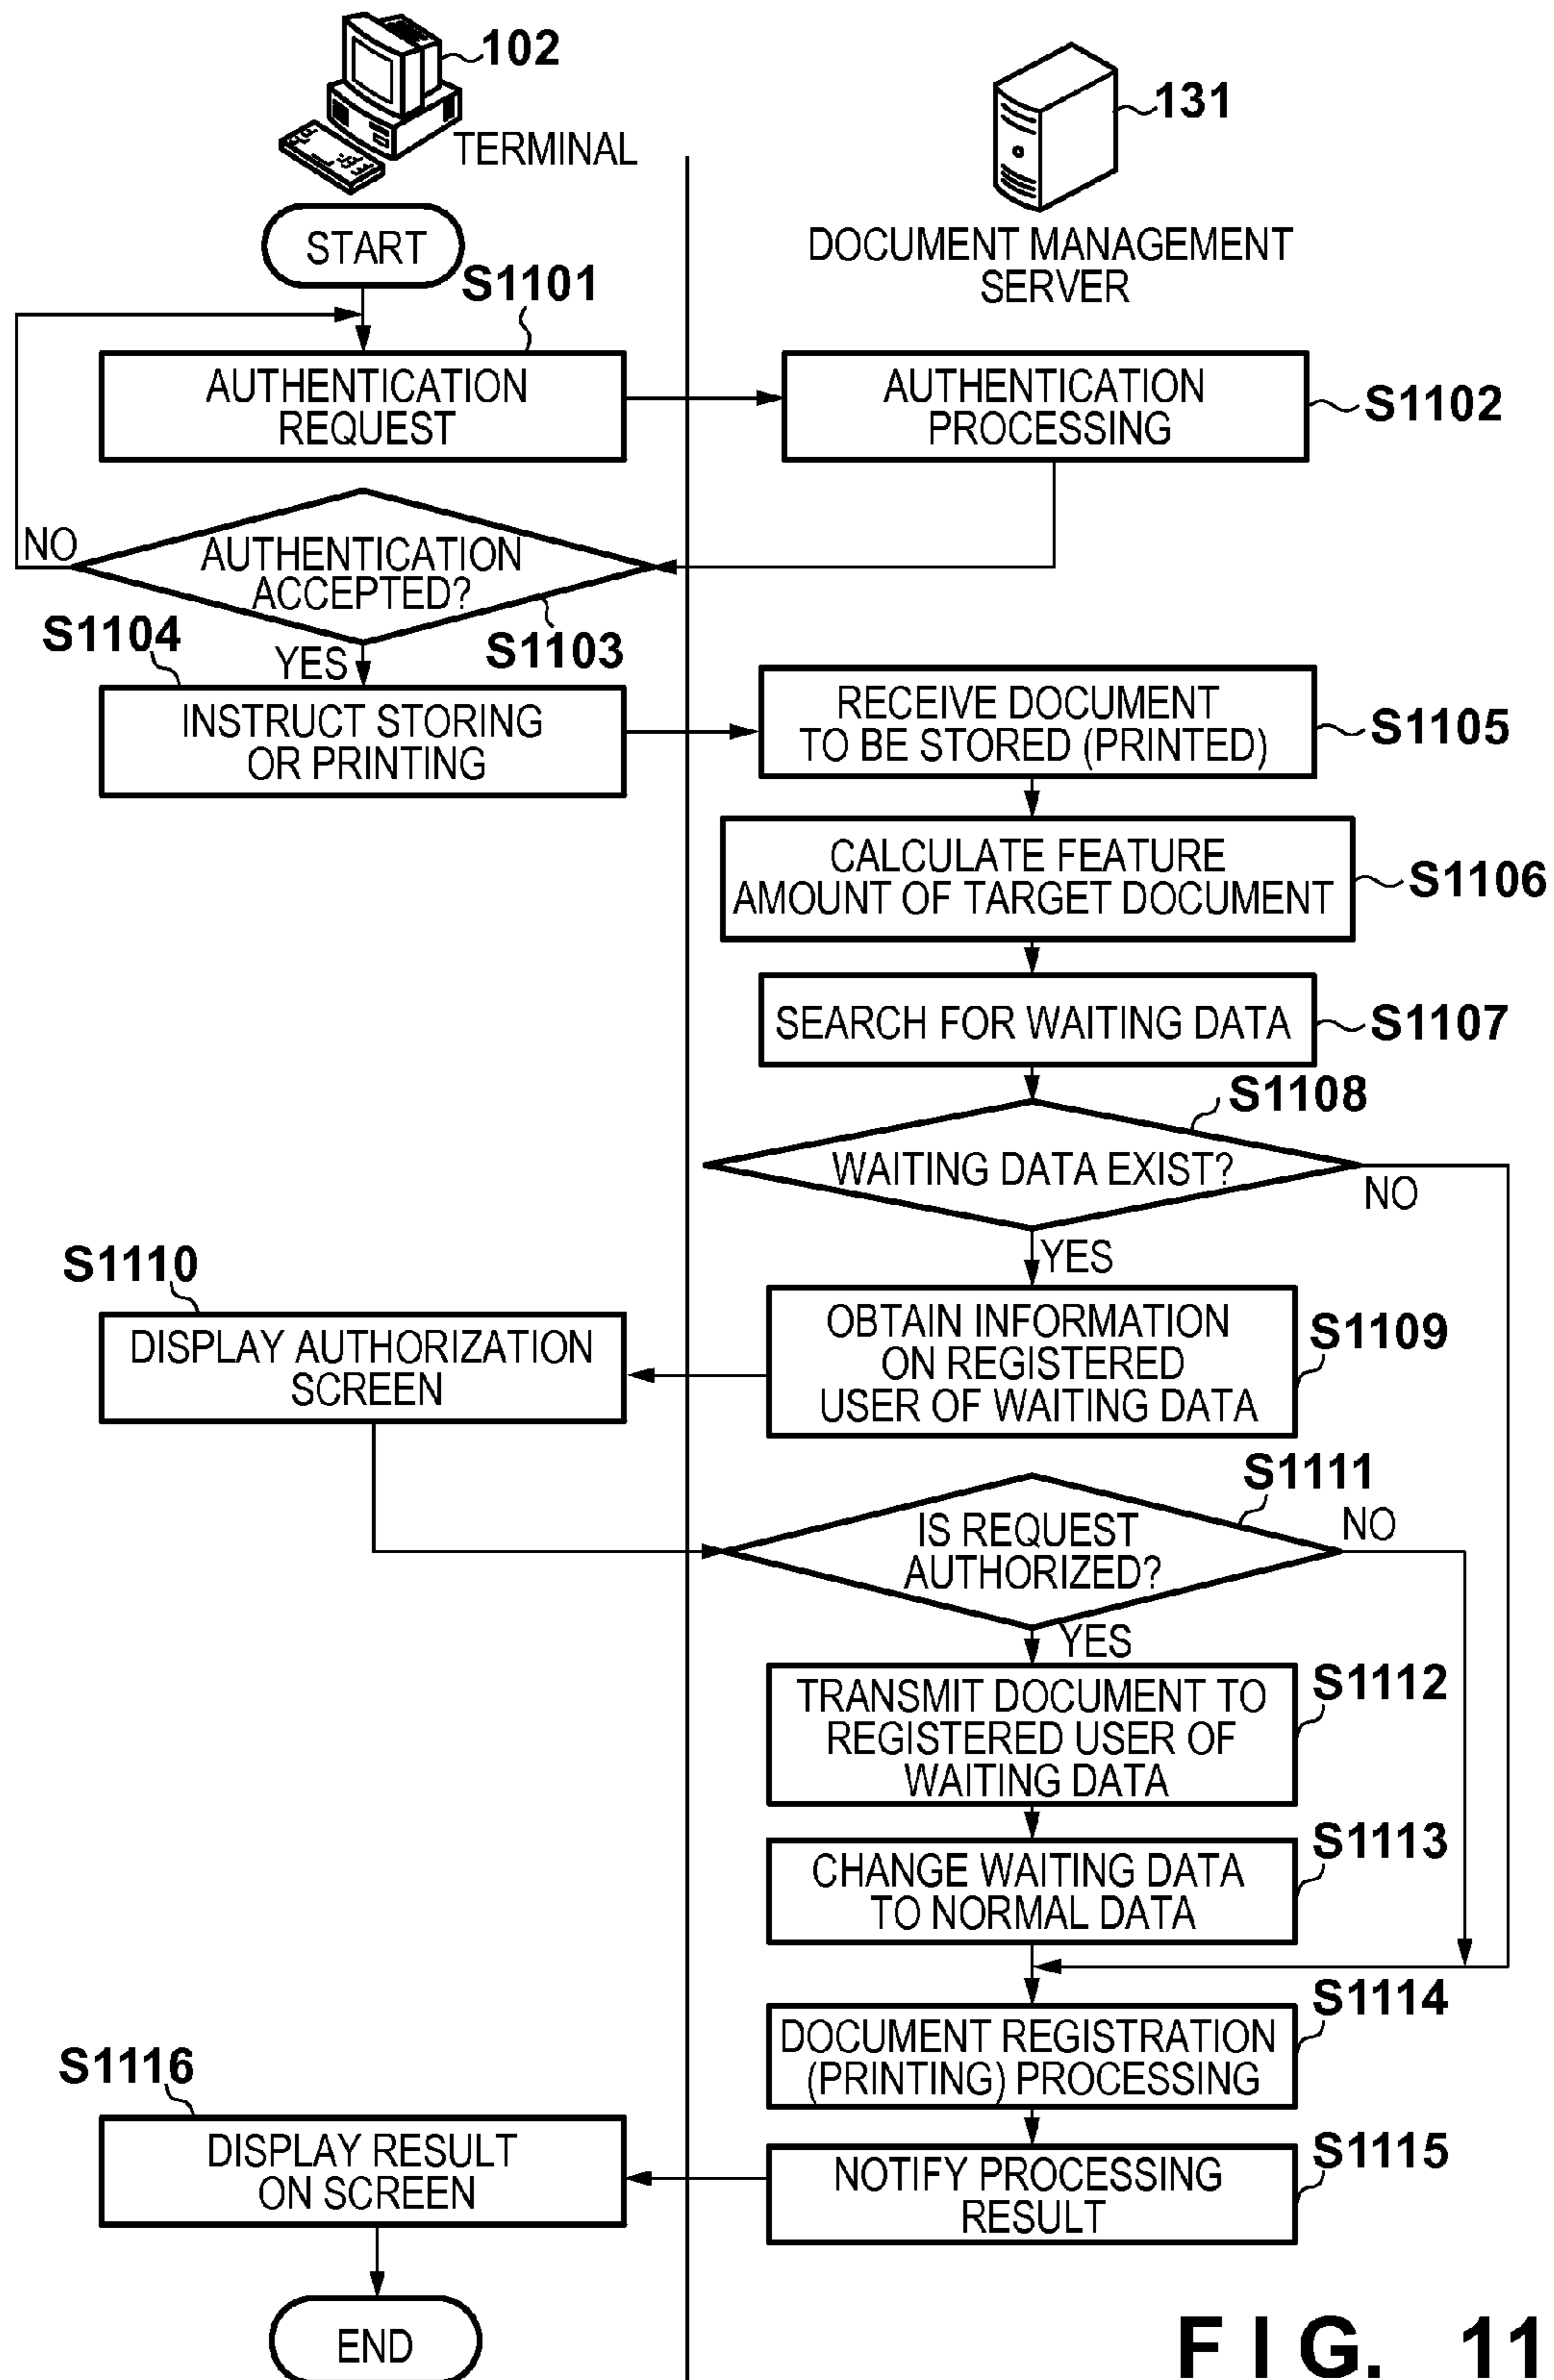 102
TERMINAL
131
DOCUMENT MANAGEMENT
SERVER
START
S1101
AUTHENTICATION
REQUEST
AUTHENTICATION
PROCESSING
S1102
NO
AUTHENTICATION
ACCEPTED?
S1103
S1104
YES
INSTRUCT STORING
OR PRINTING
RECEIVE DOCUMENT
TO BE STORED (PRINTED)
S1105
CALCULATE FEATURE
AMOUNT OF TARGET DOCUMENT
S1106
SEARCH FOR WAITING DATA
S1107
S1108
WAITING DATA EXIST?
NO
YES
S1110
DISPLAY AUTHORIZATION
SCREEN
OBTAIN INFORMATION
ON REGISTERED
USER OF WAITING DATA
S1109
S1111
IS REQUEST
AUTHORIZED?
NO
YES
TRANSMIT DOCUMENT TO
REGISTERED USER OF
WAITING DATA
S1112
CHANGE WAITING DATA
TO NORMAL DATA
S1113
DOCUMENT REGISTRATION
(PRINTING) PROCESSING
S1114
S1116
DISPLAY RESULT
ON SCREEN
NOTIFY PROCESSING
RESULT
S1115
END
FIG. 11